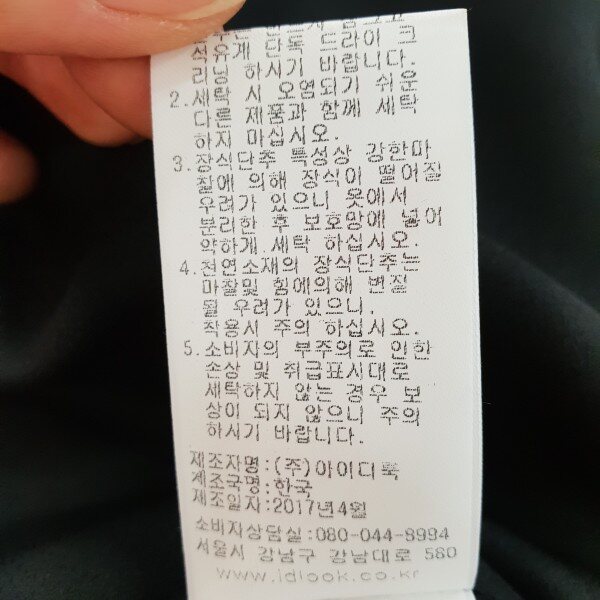 석유계 단독 드라이 크
리닝 하시기 바랍니다.
2.세탁 시 오염되기 쉬운
다른 제품과 함께 세탁
하지 마십시오.
3.장식단추 특성상 강한마
찰에 의해 장식이 떨어질
우려가 있으니 옷에서
분리한 후 보호망에 넣어
약하게 세탁 하십시오.
4.천연소재의 장식단추는
마찰및 힘에의해 변질
될 우려가 있으니.
착용시 주의 하십시오.
5.소비자의 부주의로 인한
손상 및 취급표시대로
세탁하지 않는 경우 보
상이 되지 않으니 주의
하시기 바랍니다.
제조자명:(주)아이디룩
제조국명:한국
제조일자:2017년4월
소비자상담실:080-044-8994
서울시 강남구 강남대로 560
www.idlook.co.kr